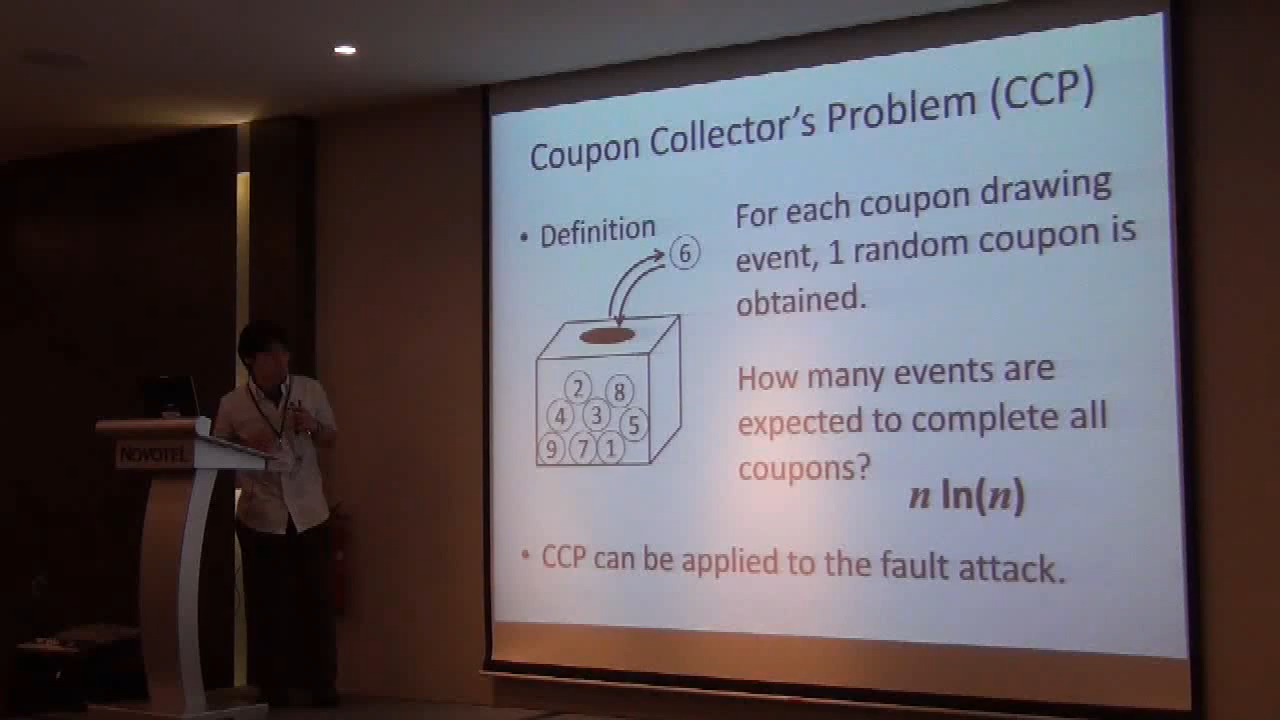 Coupon Collector's Problem (CCP)
• Definition
For each coupon drawing
event, 1 random coupon is
obtained.
6
2
8
4
3
5
9
7
1
How many events are
expected to complete all
coupons?
n ln(n)
• CCP can be applied to the fault attack.
NOVOTEL